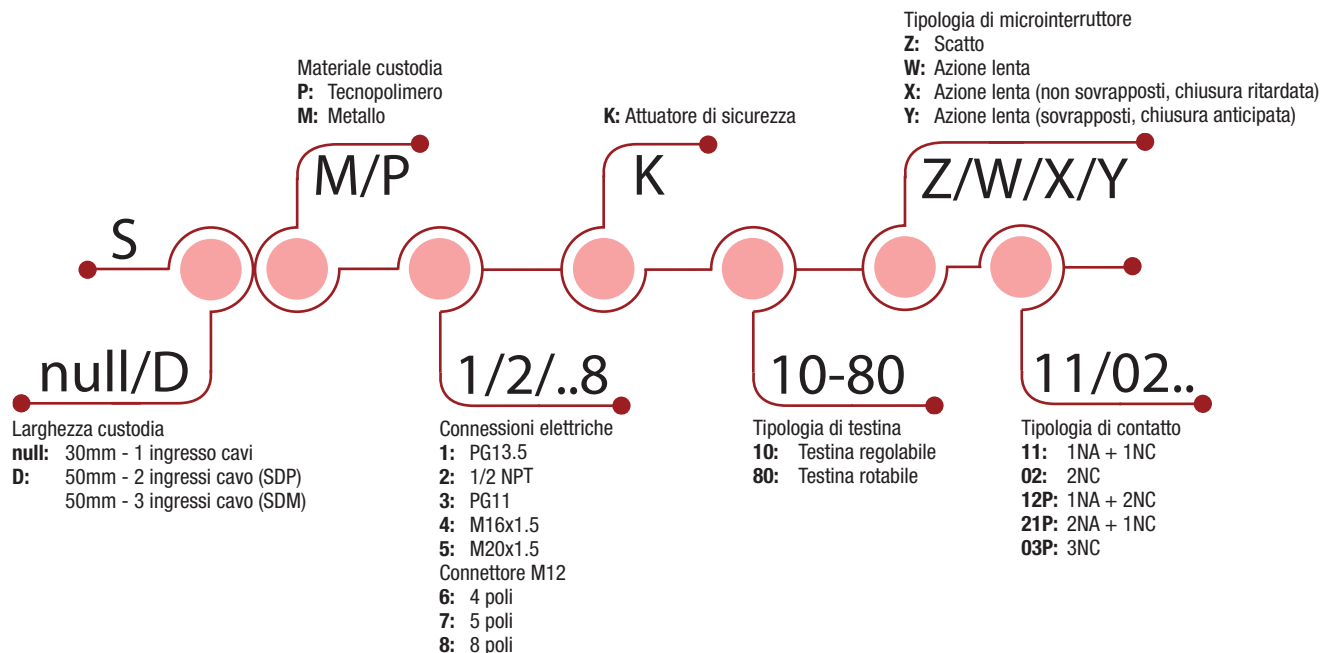 Tipologia di microinterruttore
Z: Scatto
W: Azione lenta
X: Azione lenta (non sovrapposti, chiusura ritardata)
Y: Azione lenta (sovrapposti, chiusura anticipata)
Materiale custodia
P: Tecnopolimero
M: Metallo
K: Attuatore di sicurezza
M/P
K
Z/W/X/Y
S
null/D
1/2/..8
10-80
11/02..
Larghezza custodia
null: 30mm - 1 ingresso cavi
D: 50mm - 2 ingressi cavo (SDP)
50mm - 3 ingressi cavo (SDM)
Connessioni elettriche
1: PG13.5
2: 1/2 NPT
3: PG11
4: M16x1.5
5: M20x1.5
Connettore M12
6: 4 poli
7: 5 poli
8: 8 poli
Tipologia di testina
10: Testina regolabile
80: Testina rotabile
Tipologia di contatto
11: 1NA + 1NC
02: 2NC
12P: 1NA + 2NC
21P: 2NA + 1NC
03P: 3NC